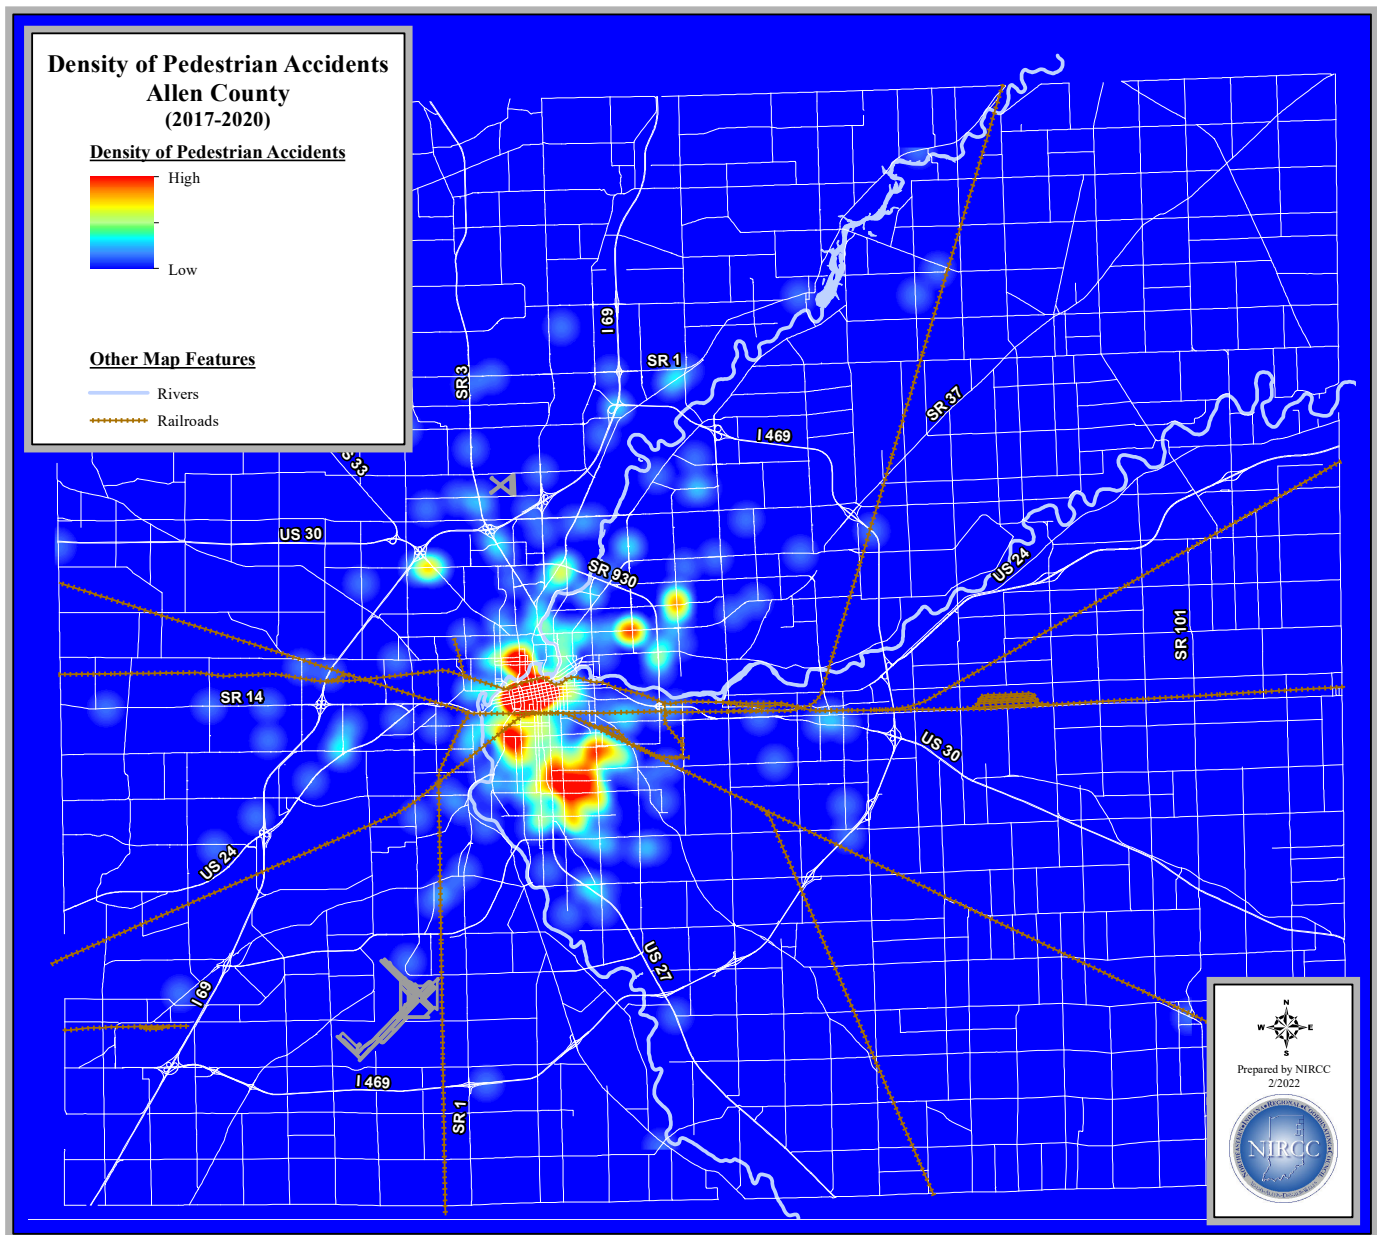 Density of Pedestrian Accidents
Allen County
(2017-2020)
Density of Pedestrian Accidents
High
Low
Other Map Features
Rivers
Railroads
I 69
SR 1
SR 3
SR 37
I 469
S 33
US 30
SR 930
US 24
SR 101
SR 14
US 30
US 24
US 27
I 69
I 469
SR 1
N
W E
S
Prepared by NIRCC
2/2022
NIRCC